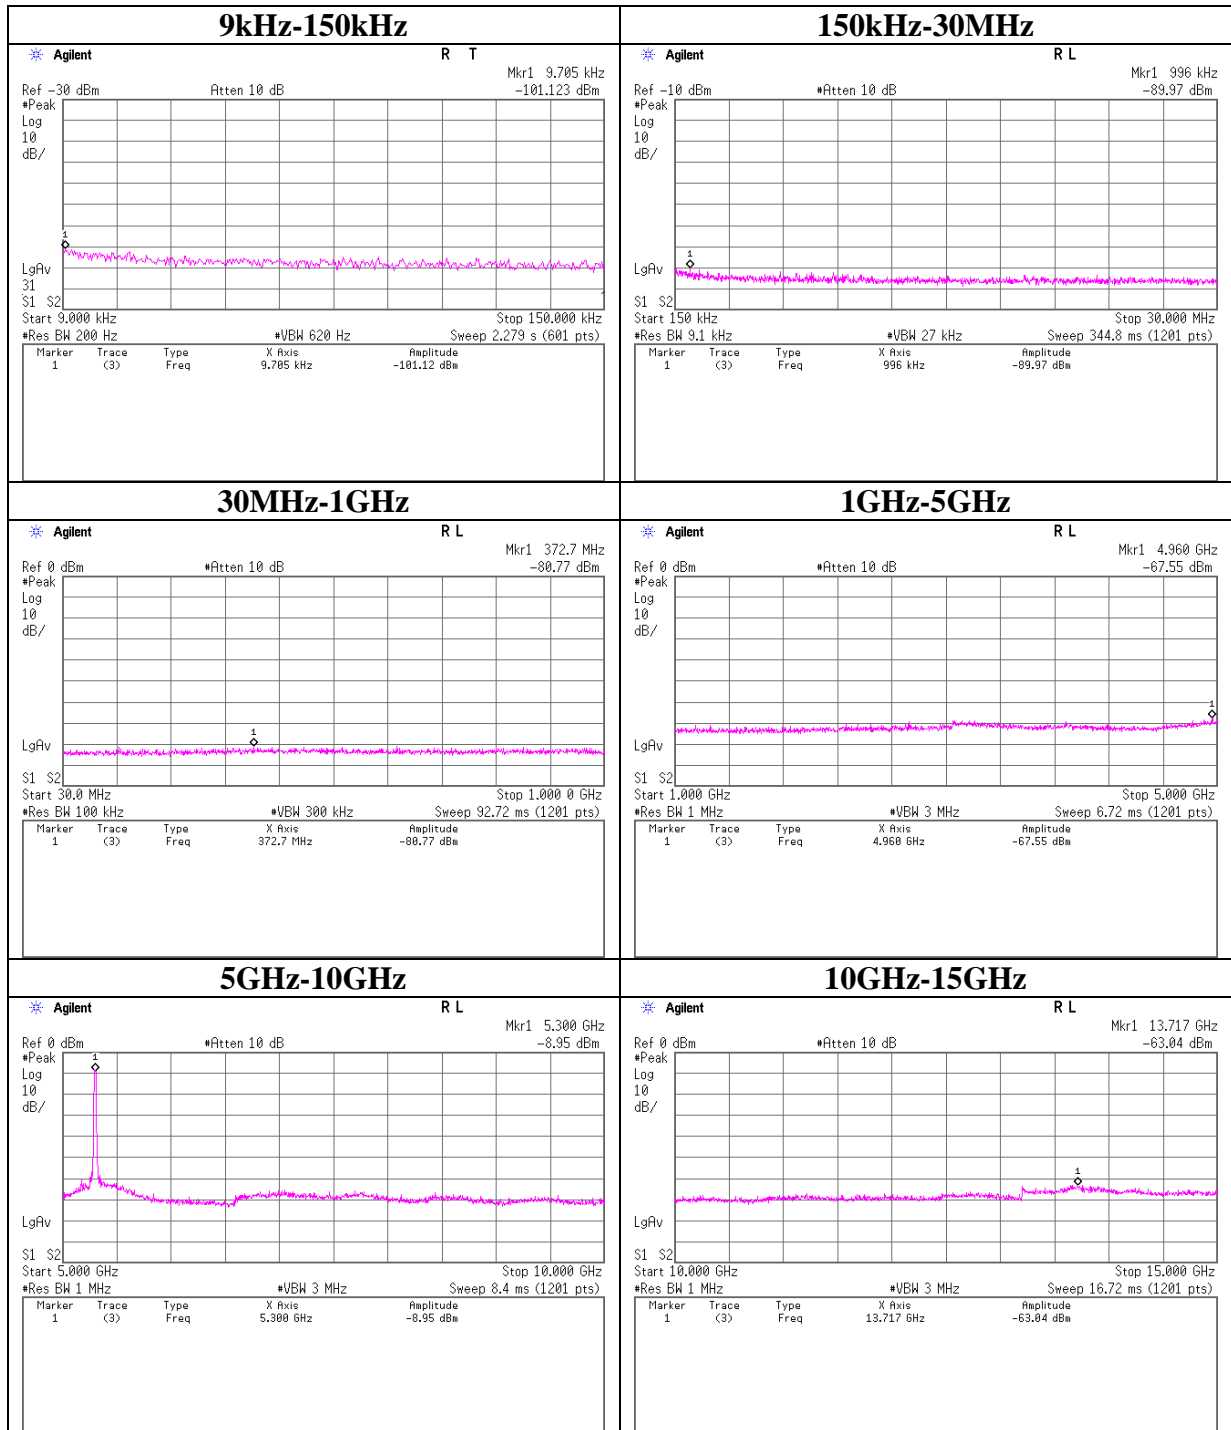 9kHz-150kHz
Agilent R T
Mkr1 9.705 kHz
Ref -30 dBm Atten 10 dB -101.123 dBm
#Peak
Log
10
dB/
1
LgAv
31
S1 S2
Start 9.000 kHz Stop 150.000 kHz
#Res BW 200 Hz #VBW 620 Hz Sweep 2.279 s (601 pts)
Marker Trace Type X Axis Amplitude
1 (3) Freq 9.705 kHz -101.12 dBm
150kHz-30MHz
Agilent R L
Mkr1 996 kHz
Ref -10 dBm #Atten 10 dB -89.97 dBm
#Peak
Log
10
dB/
1
LgAv
S1 S2
Start 150 kHz Stop 30.000 MHz
#Res BW 9.1 kHz #VBW 27 kHz Sweep 344.8 ms (1201 pts)
Marker Trace Type X Axis Amplitude
1 (3) Freq 996 kHz -89.97 dBm
30MHz-1GHz
Agilent R L
Mkr1 372.7 MHz
Ref 0 dBm #Atten 10 dB -80.77 dBm
#Peak
Log
10
dB/
1
LgAv
S1 S2
Start 30.0 MHz Stop 1.000 0 GHz
#Res BW 100 kHz #VBW 300 kHz Sweep 92.72 ms (1201 pts)
Marker Trace Type X Axis Amplitude
1 (3) Freq 372.7 MHz -80.77 dBm
1GHz-5GHz
Agilent R L
Mkr1 4.960 GHz
Ref 0 dBm #Atten 10 dB -67.55 dBm
#Peak
Log
10
dB/
1
LgAv
S1 S2
Start 1.000 GHz Stop 5.000 GHz
#Res BW 1 MHz #VBW 3 MHz Sweep 6.72 ms (1201 pts)
Marker Trace Type X Axis Amplitude
1 (3) Freq 4.960 GHz -67.55 dBm
5GHz-10GHz
Agilent R L
Mkr1 5.300 GHz
Ref 0 dBm #Atten 10 dB -8.95 dBm
#Peak
Log
10
dB/
1
LgAv
S1 S2
Start 5.000 GHz Stop 10.000 GHz
#Res BW 1 MHz #VBW 3 MHz Sweep 8.4 ms (1201 pts)
Marker Trace Type X Axis Amplitude
1 (3) Freq 5.300 GHz -8.95 dBm
10GHz-15GHz
Agilent R L
Mkr1 13.717 GHz
Ref 0 dBm #Atten 10 dB -63.04 dBm
#Peak
Log
10
dB/
1
LgAv
S1 S2
Start 10.000 GHz Stop 15.000 GHz
#Res BW 1 MHz #VBW 3 MHz Sweep 16.72 ms (1201 pts)
Marker Trace Type X Axis Amplitude
1 (3) Freq 13.717 GHz -63.04 dBm